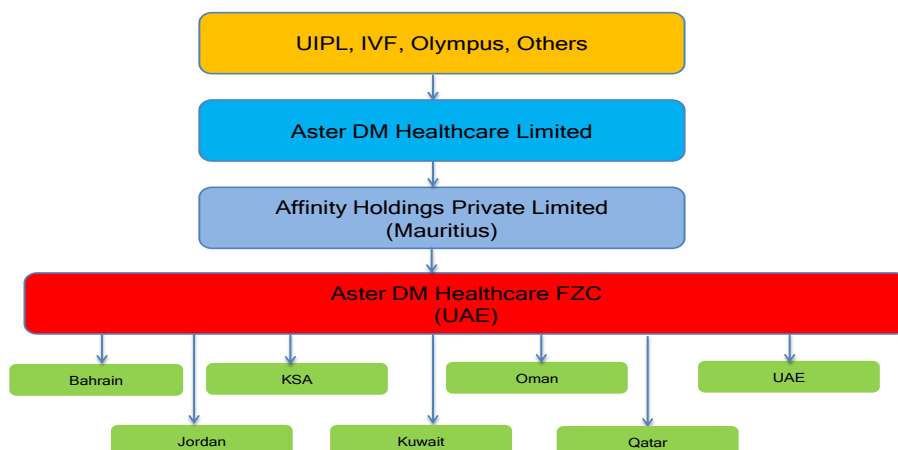 UIPL, IVF, Olympus, Others
Aster DM Healthcare Limited
Affinity Holdings Private Limited
(Mauritius)
Aster DM Healthcare FZC
(UAE)
Bahrain
KSA
Oman
UAE
Jordan
Kuwait
Qatar